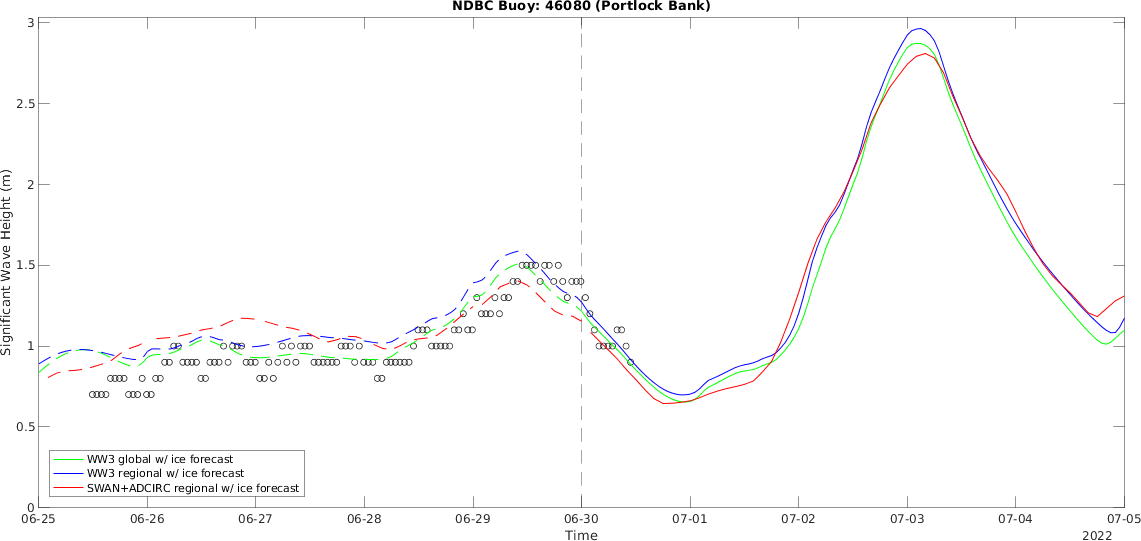 NDBC Buoy: 46080 (Portlock Bank)
3
2.5
2
1.5
1
0.5
0
Significant Wave Height (m)
WW3 global w/ ice forecast
WW3 regional w/ ice forecast
SWAN+ADCIRC regional w/ ice forecast
06-25 06-26 06-27 06-28 06-29 06-30 07-01 07-02 07-03 07-04 07-05
Time
2022